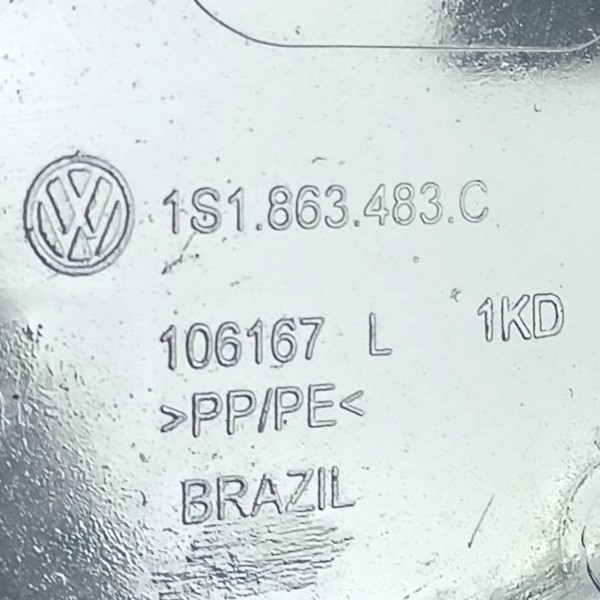 1S1.863.483.C
106167 L 1KD
>PP/PE<
BRAZIL